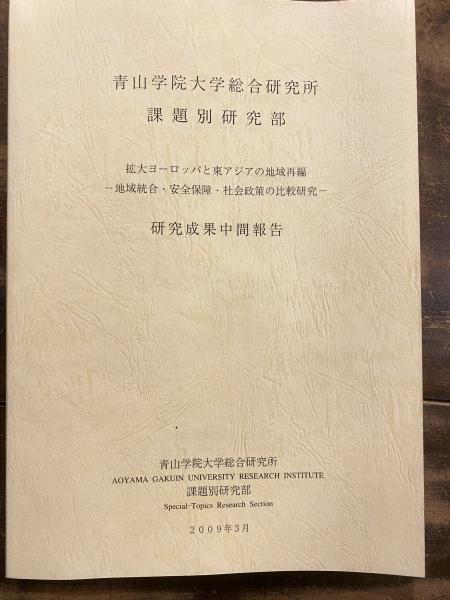 青山学院大学総合研究所
課題別研究部
拡大ヨーロッパと東アジアの地域再編
－地域統合・安全保障・社会政策の比較研究－
研究成果中間報告
青山学院大学総合研究所
AOYAMA GAKUIN UNIVERSITY RESEARCH INSTITUTE
課題別研究部
Special-Topics Research Section
２００９年３月